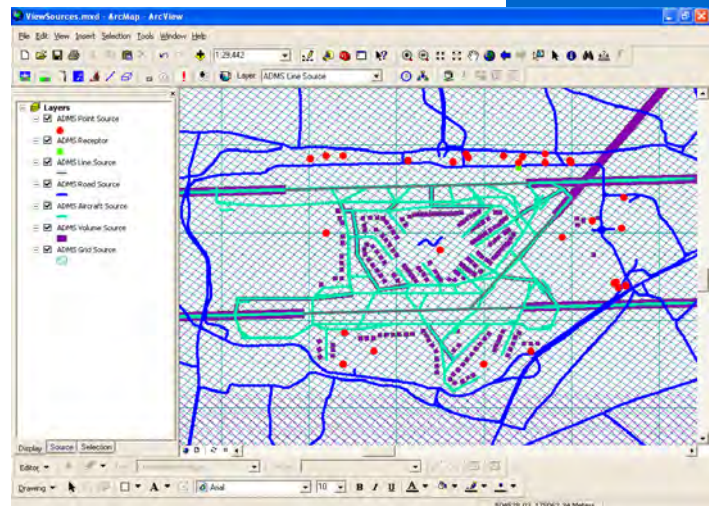 ViewSources.mxd - ArcMap - ArcView
File Edit View Insert Selection Tools Window Help
1:29,442
Layer: ADMS Line Source
Layers
ADMS Point Source
ADMS Receptor
ADMS Line Source
ADMS Road Source
ADMS Aircraft Source
ADMS Volume Source
ADMS Grid Source
Display Source Selection
Editor
Drawing A Arial 10 B I U A